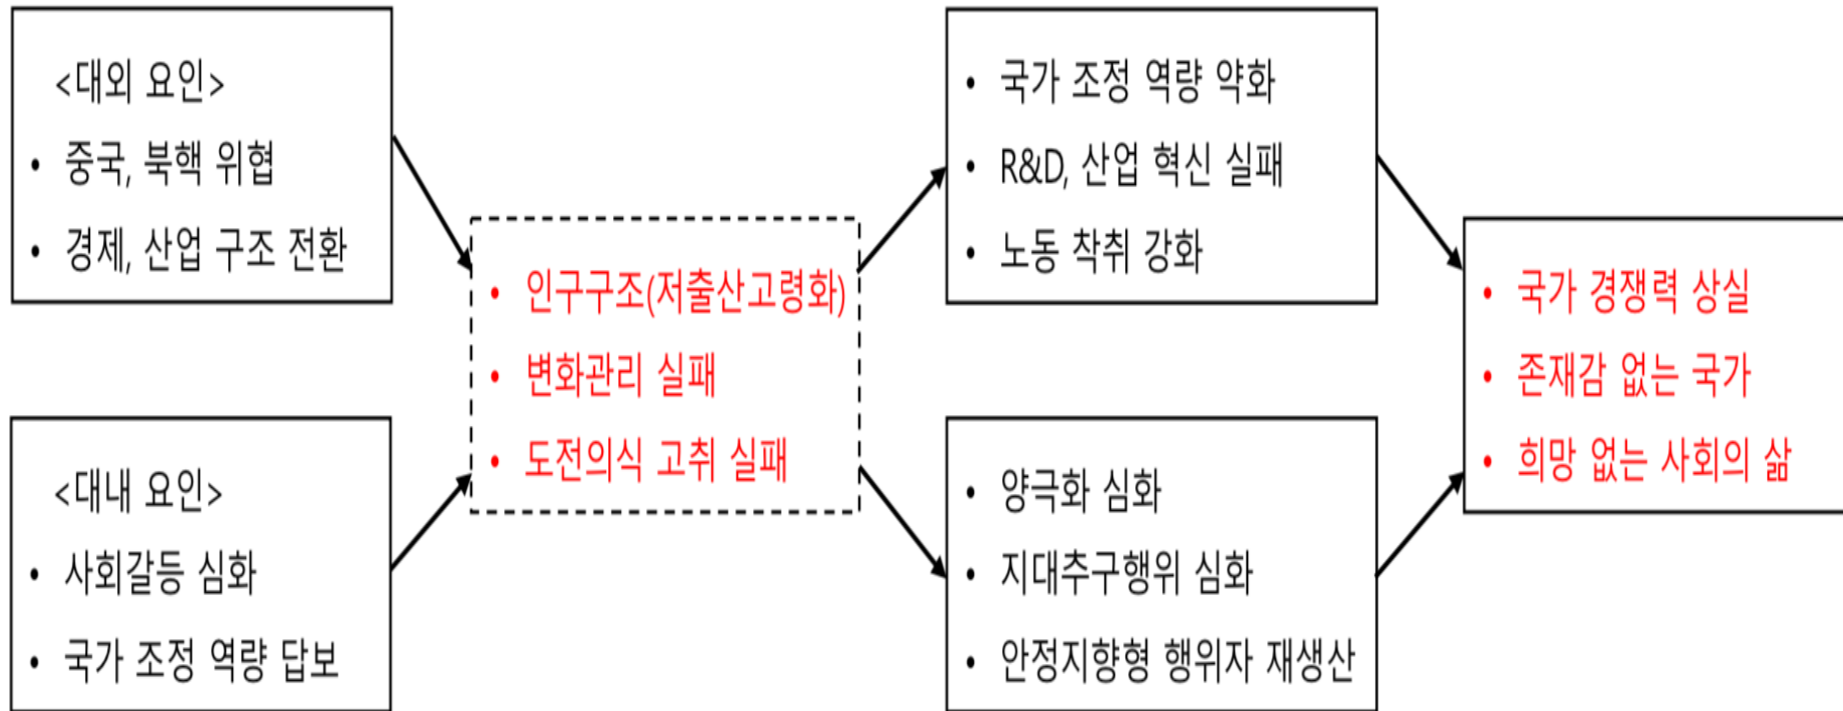 <대외 요인>
• 중국, 북핵 위협
• 경제, 산업 구조 전환
<대내 요인>
• 사회갈등 심화
• 국가 조정 역량 답보
• 인구구조(저출산고령화)
• 변화관리 실패
• 도전의식 고취 실패
• 국가 조정 역량 약화
• R&D, 산업 혁신 실패
• 노동 착취 강화
• 양극화 심화
• 지대추구행위 심화
• 안정지향형 행위자 재생산
• 국가 경쟁력 상실
• 존재감 없는 국가
• 희망 없는 사회의 삶